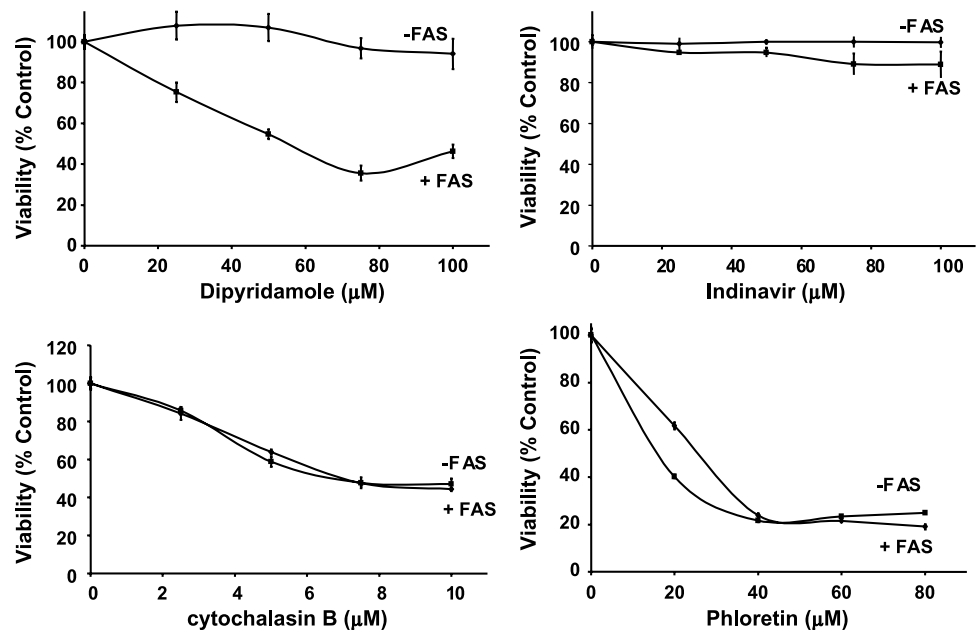 Viability (% Control)
100
80
60
40
20
0
0 20 40 60 80 100
Dipyridamole (μM)
-FAS
+ FAS
Viability (% Control)
100
80
60
40
20
0
0 20 40 60 80 100
Indinavir (μM)
-FAS
+ FAS
Viability (% Control)
120
100
80
60
40
20
0
0 2 4 6 8 10
cytochalasin B (μM)
-FAS
+ FAS
Viability (% Control)
100
80
60
40
20
0
0 20 40 60 80
Phloretin (μM)
-FAS
+ FAS